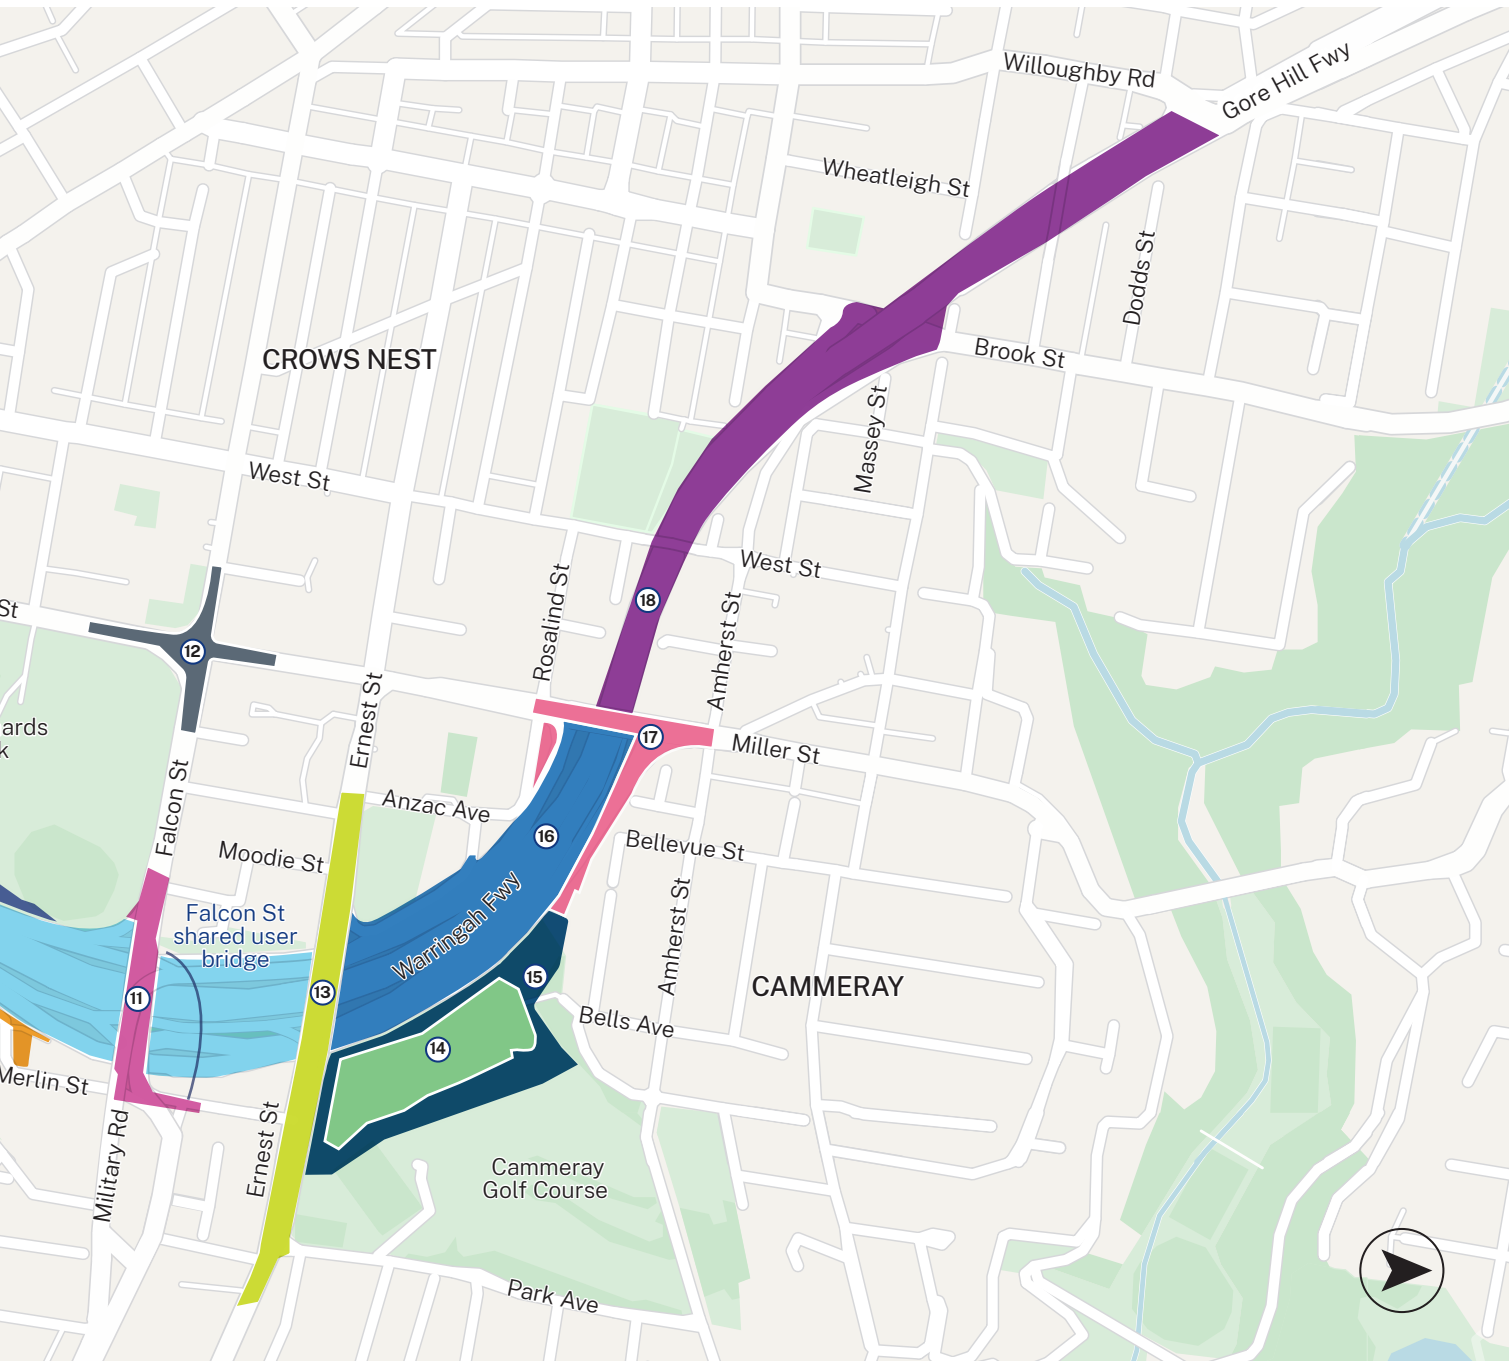 Willoughby Rd
Gore Hill Fwy
Wheatleigh St
Dodds St
CROWS NEST
Brook St
Massey St
West St
West St
18
St
12
Rosalind St
Amherst St
Ernest St
ards
k
17
Miller St
Falcon St
Anzac Ave
16
Moodie St
Bellevue St
Falcon St
shared user
bridge
Warringah Fwy
Amherst St
11
13
15
CAMMERAY
14
Bells Ave
Merlin St
Military Rd
Ernest St
Cammeray
Golf Course
Park Ave